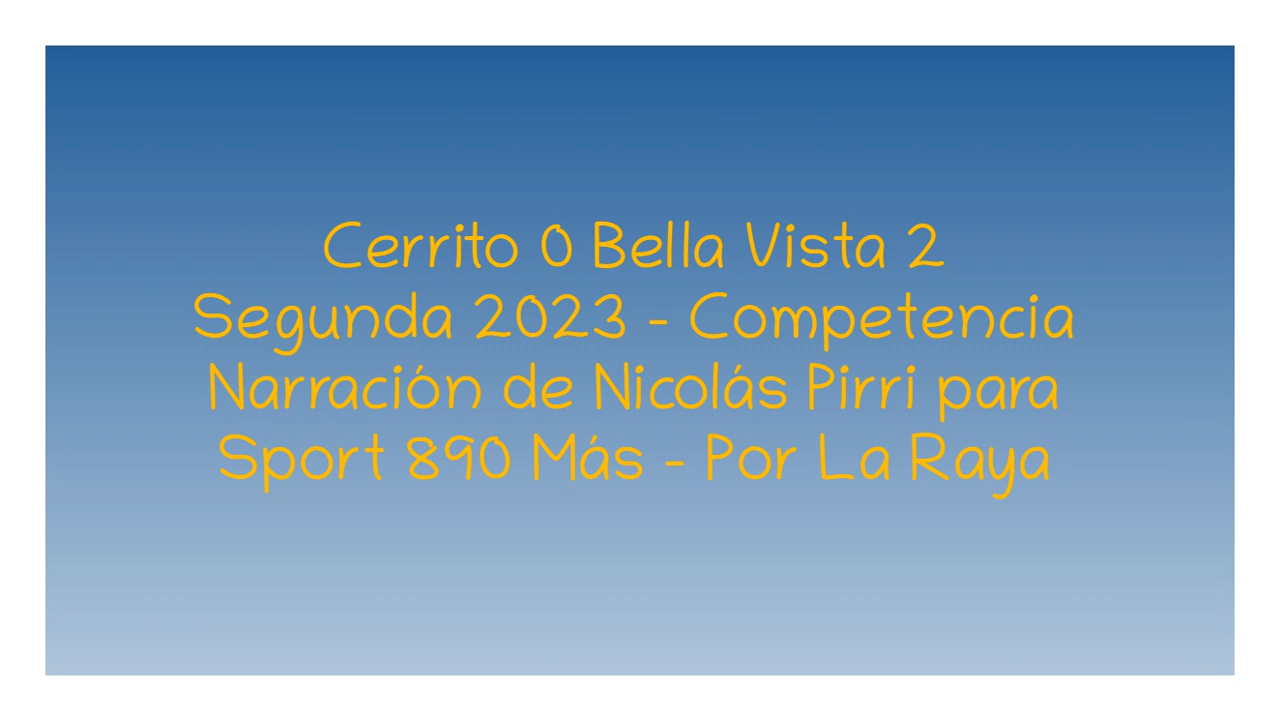 Cerrito 0 Bella Vista 2
Segunda 2023 - Competencia
Narración de Nicolás Pirri para
Sport 890 Más - Por La Raya